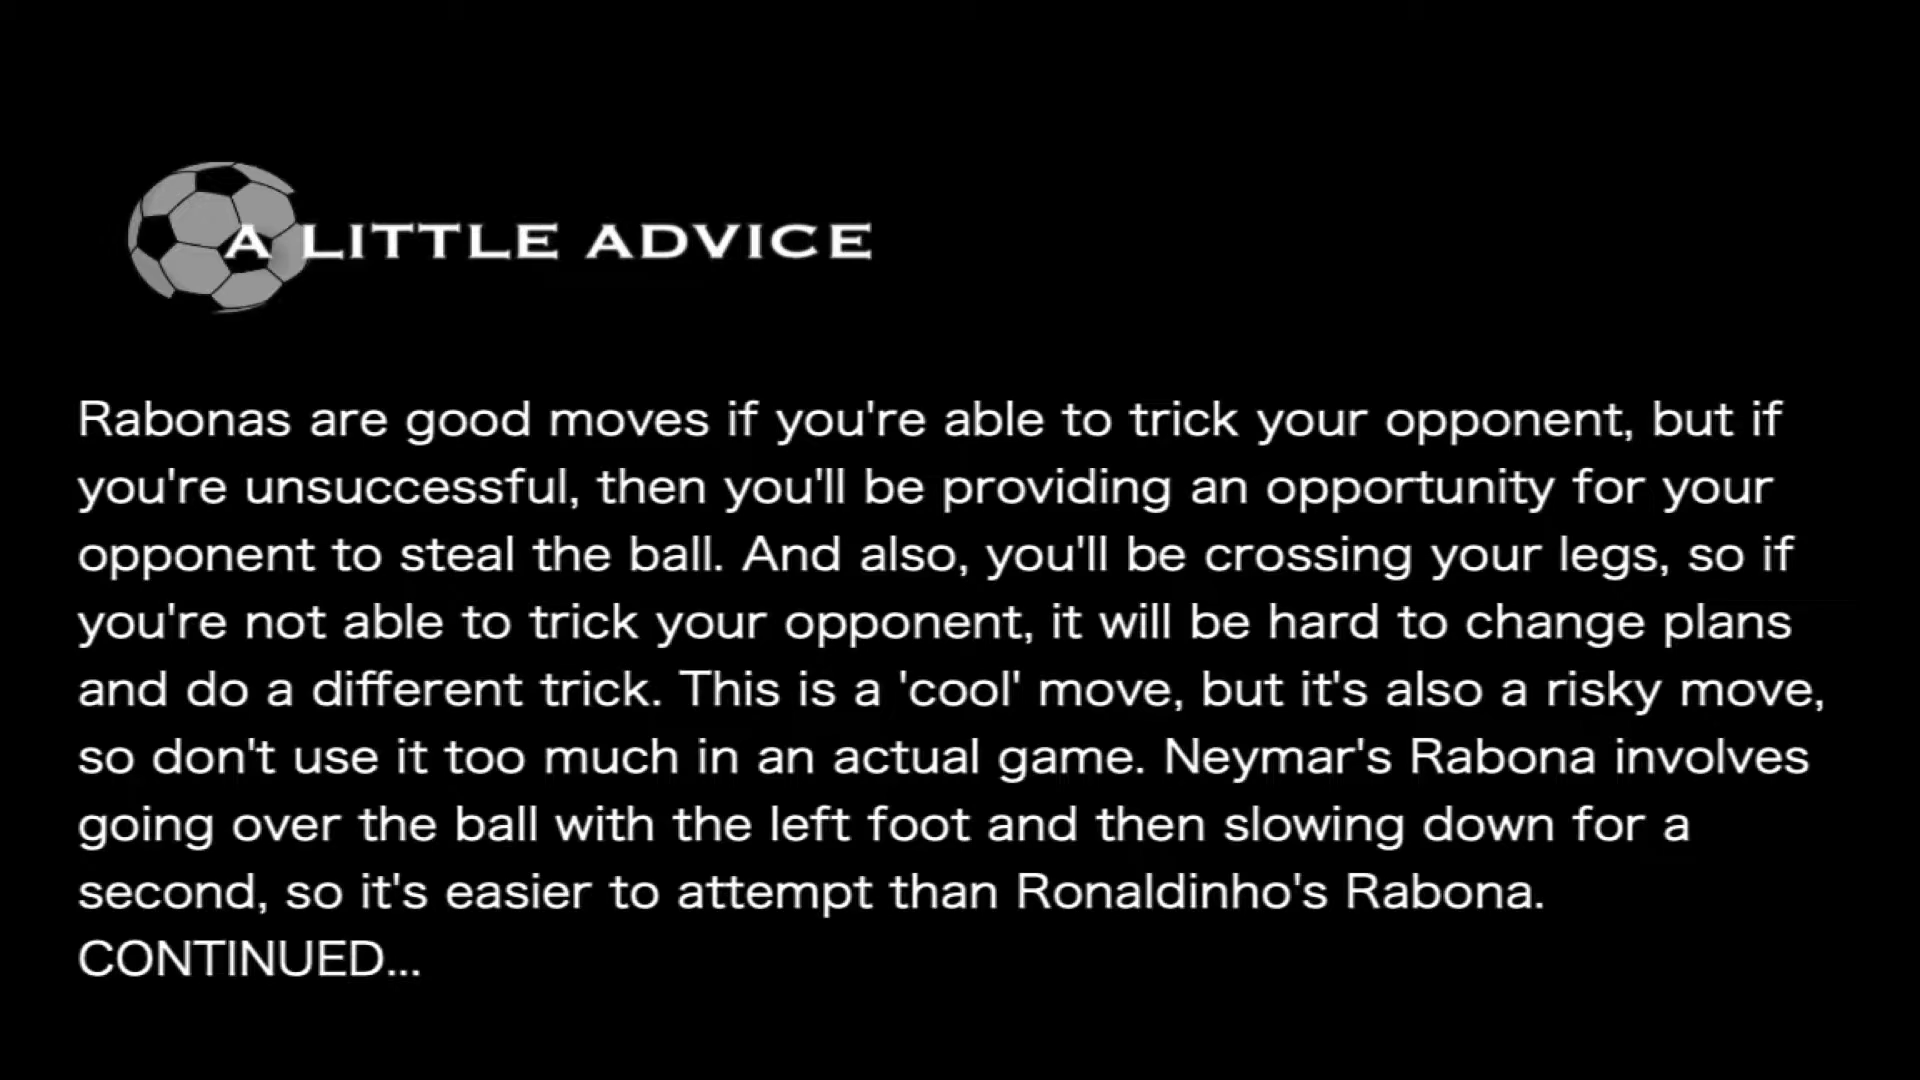 A LITTLE ADVICE
Rabonas are good moves if you're able to trick your opponent, but if
you're unsuccessful, then you'll be providing an opportunity for your
opponent to steal the ball. And also, you'll be crossing your legs, so if
you're not able to trick your opponent, it will be hard to change plans
and do a different trick. This is a 'cool' move, but it's also a risky move,
so don't use it too much in an actual game. Neymar's Rabona involves
going over the ball with the left foot and then slowing down for a
second, so it's easier to attempt than Ronaldinho's Rabona.
CONTINUED...